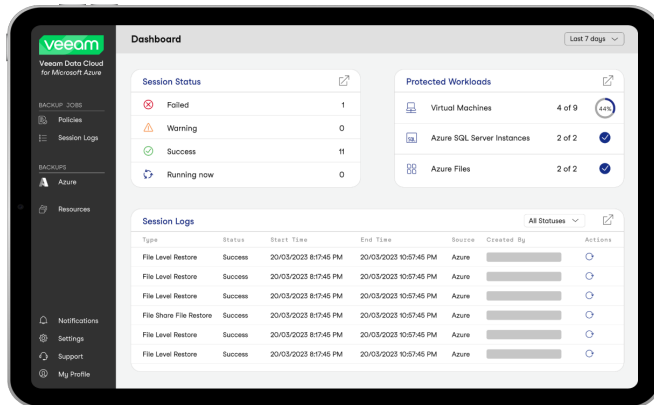 veeam
Veeam Data Cloud
for Microsoft Azure
BACKUP JOBS
Policies
Session Logs
BACKUPS
Azure
Resources
Notifications
Settings
Support
My Profile
Dashboard
Last 7 days
Session Status
Failed 1
Warning 0
Success 11
Running now 0
Protected Workloads
Virtual Machines 4 of 9 44%
SQL Azure SQL Server Instances 2 of 2
Azure Files 2 of 2
Session Logs All Statuses
Type Status Start Time End Time Source Created By Actions
File Level Restore Success 20/03/2023 8:17:45 PM 20/03/2023 10:57:45 PM Azure
File Level Restore Success 20/03/2023 8:17:45 PM 20/03/2023 10:57:45 PM Azure
File Level Restore Success 20/03/2023 8:17:45 PM 20/03/2023 10:57:45 PM Azure
File Share File Restore Success 20/03/2023 8:17:45 PM 20/03/2023 10:57:45 PM Azure
File Level Restore Success 20/03/2023 8:17:45 PM 20/03/2023 10:57:45 PM Azure
File Level Restore Success 20/03/2023 8:17:45 PM 20/03/2023 10:57:45 PM Azure